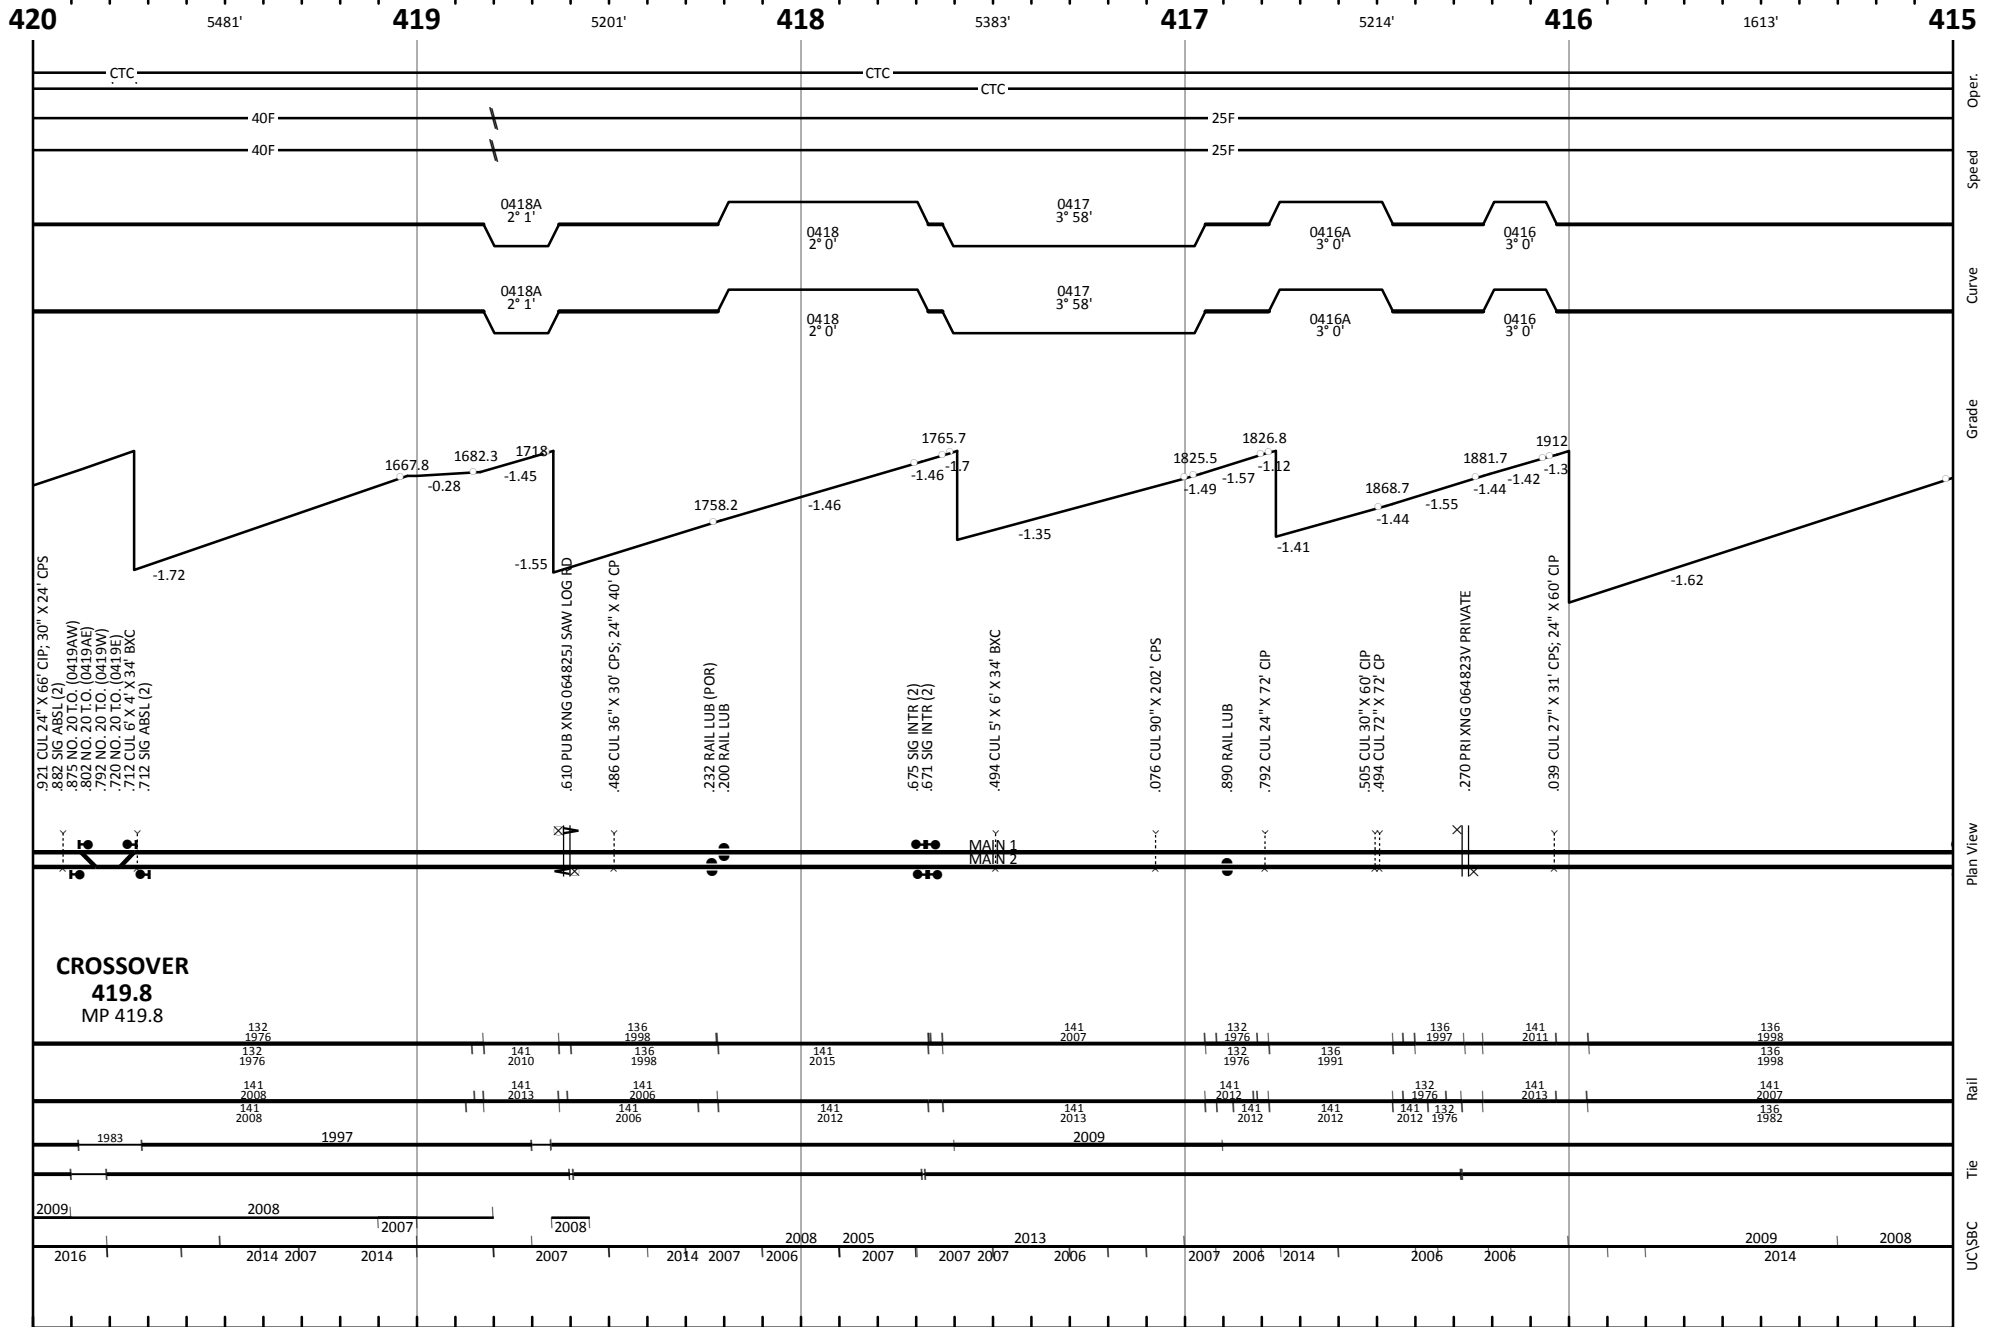 420 5481' 419 5201' 418 5383' 417 5214' 416 1613' 415
CTC CTC
CTC
Oper.
40F 25F
40F 25F
Speed
0418A 0417
2° 1' 3° 58'
0418 0416A 0416
2° 0' 3° 0' 3° 0'
Curve
0418A 0417
2° 1' 3° 58'
0418 0416A 0416
2° 0' 3° 0' 3° 0'
Grade
1667.8 1682.3 1718 1765.7 1825.5 1826.8 1881.7 1912
-0.28 -1.45 -1.46 -1.7 -1.49 -1.57 -1.12 -1.44 -1.42 -1.3
1758.2 -1.46 1868.7 -1.44 -1.55
-1.72 -1.55 -1.35 -1.41 -1.62
.921 CUL 24" X 66' CIP; 30" X 24' CPS
.882 SIG ABSL (2)
.875 NO. 20 T.O. (0419AW)
.802 NO. 20 T.O. (0419AE)
.792 NO. 20 T.O. (0419W)
.720 NO. 20 T.O. (0419E)
.712 CUL 6' X 4' X 34' BXC
.712 SIG ABSL (2)
.610 PUB XNG 064825J SAW LOG RD
.486 CUL 36" X 30' CPS; 24" X 40' CP
.232 RAIL LUB (POR)
.200 RAIL LUB
.675 SIG INTR (2)
.671 SIG INTR (2)
.494 CUL 5' X 6' X 34' BXC
.076 CUL 90" X 202' CPS
.890 RAIL LUB
.792 CUL 24" X 72' CIP
.505 CUL 30" X 60' CIP
.494 CUL 72" X 72' CP
.270 PRI XNG 064823V PRIVATE
.039 CUL 27" X 31' CPS; 24" X 60' CIP
MAIN 1
MAIN 2
Plan View
CROSSOVER
419.8
MP 419.8
132 136 141 132 136 141 136
1976 1998 2007 1976 1997 2011 1998
132 141 136 141 132 136 136
1976 2010 1998 2015 1976 1991 1998
141 141 141 141 132 141 141
2008 2013 2006 2012 1976 2013 2007
141 141 141 141 141 141 141 132 136
2008 2006 2012 2013 2012 2012 2012 1976 1982
Rail
1983 1997 2009
Tie
2009 2008
2007 2008
2008 2005 2013 2009 2008
2016 2014 2007 2014 2007 2014 2007 2006 2007 2007 2007 2006 2007 2006 2014 2006 2006 2014
UC\SBC